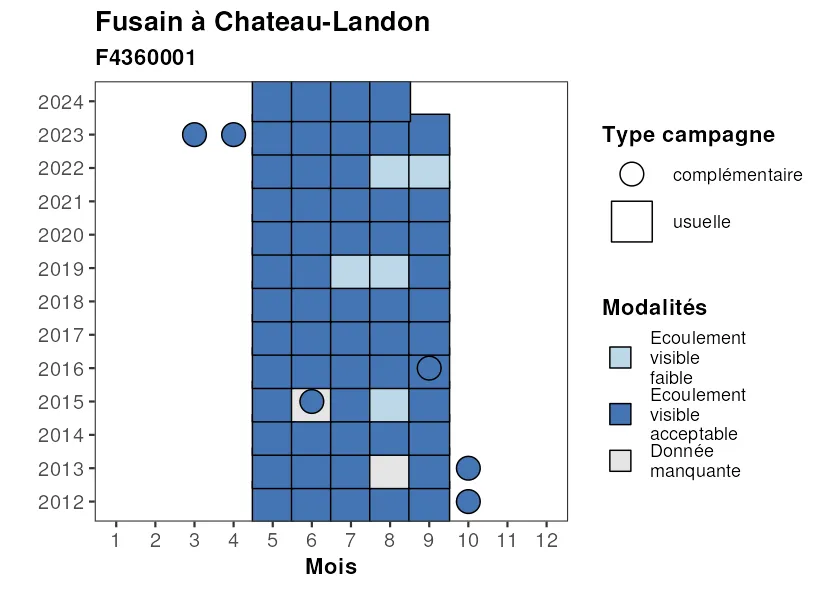 Fusain à Chateau-Landon
F4360001
2024
2023
2022
2021
2020
2019
2018
2017
2016
2015
2014
2013
2012
1 2 3 4 5 6 7 8 9 10 11 12
Mois
Type campagne
complémentaire
usuelle
Modalités
Ecoulement
visible
faible
Ecoulement
visible
acceptable
Donnée
manquante